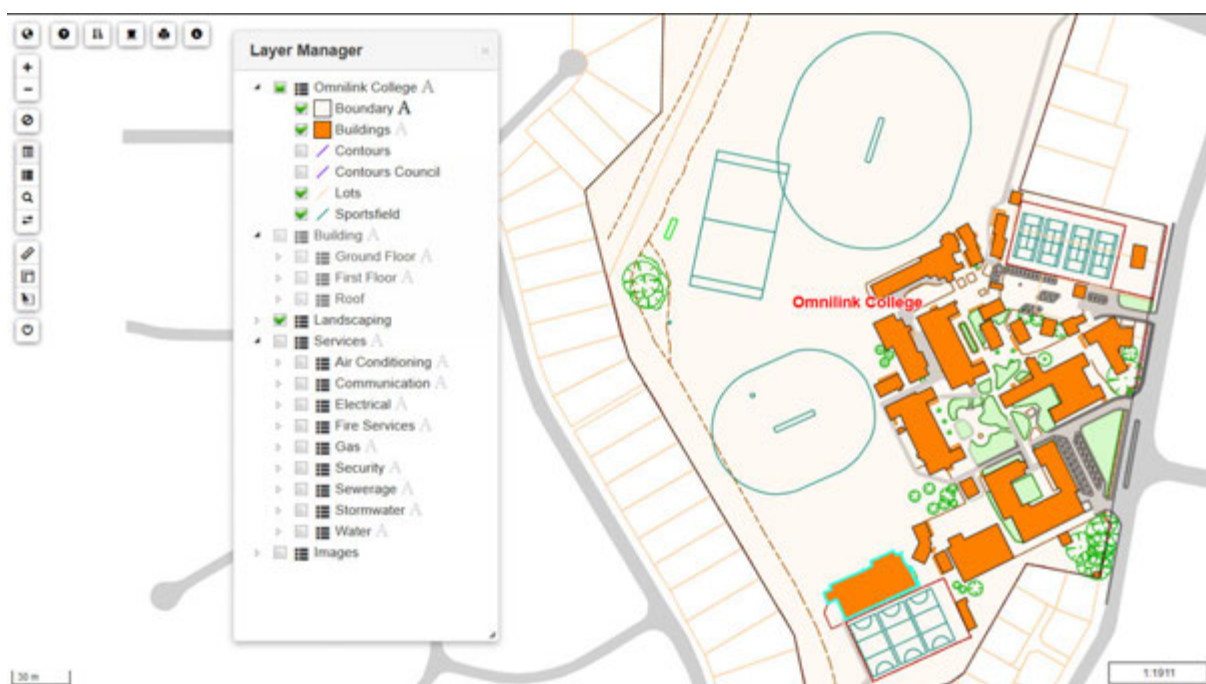 Layer Manager
Omnilink College A
Boundary A
Buildings A
Contours
Contours Council
Lots
Sportsfield
Building A
Ground Floor A
First Floor A
Roof
Landscaping
Services A
Air Conditioning A
Communication A
Electrical A
Fire Services A
Gas A
Security A
Sewerage A
Stormwater A
Water A
Images
Omnilink College
30 m
1:1911